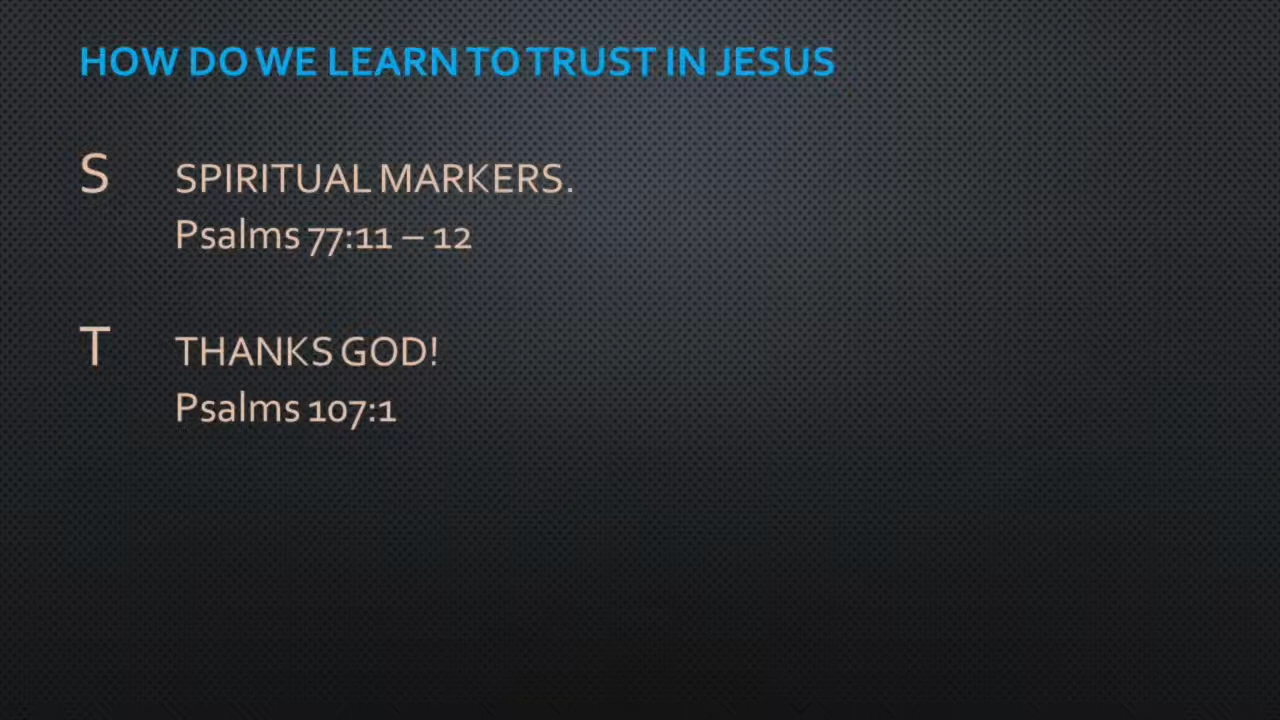 HOW DO WE LEARN TO TRUST IN JESUS
S SPIRITUAL MARKERS.
Psalms 77:11 – 12
T THANKS GOD!
Psalms 107:1